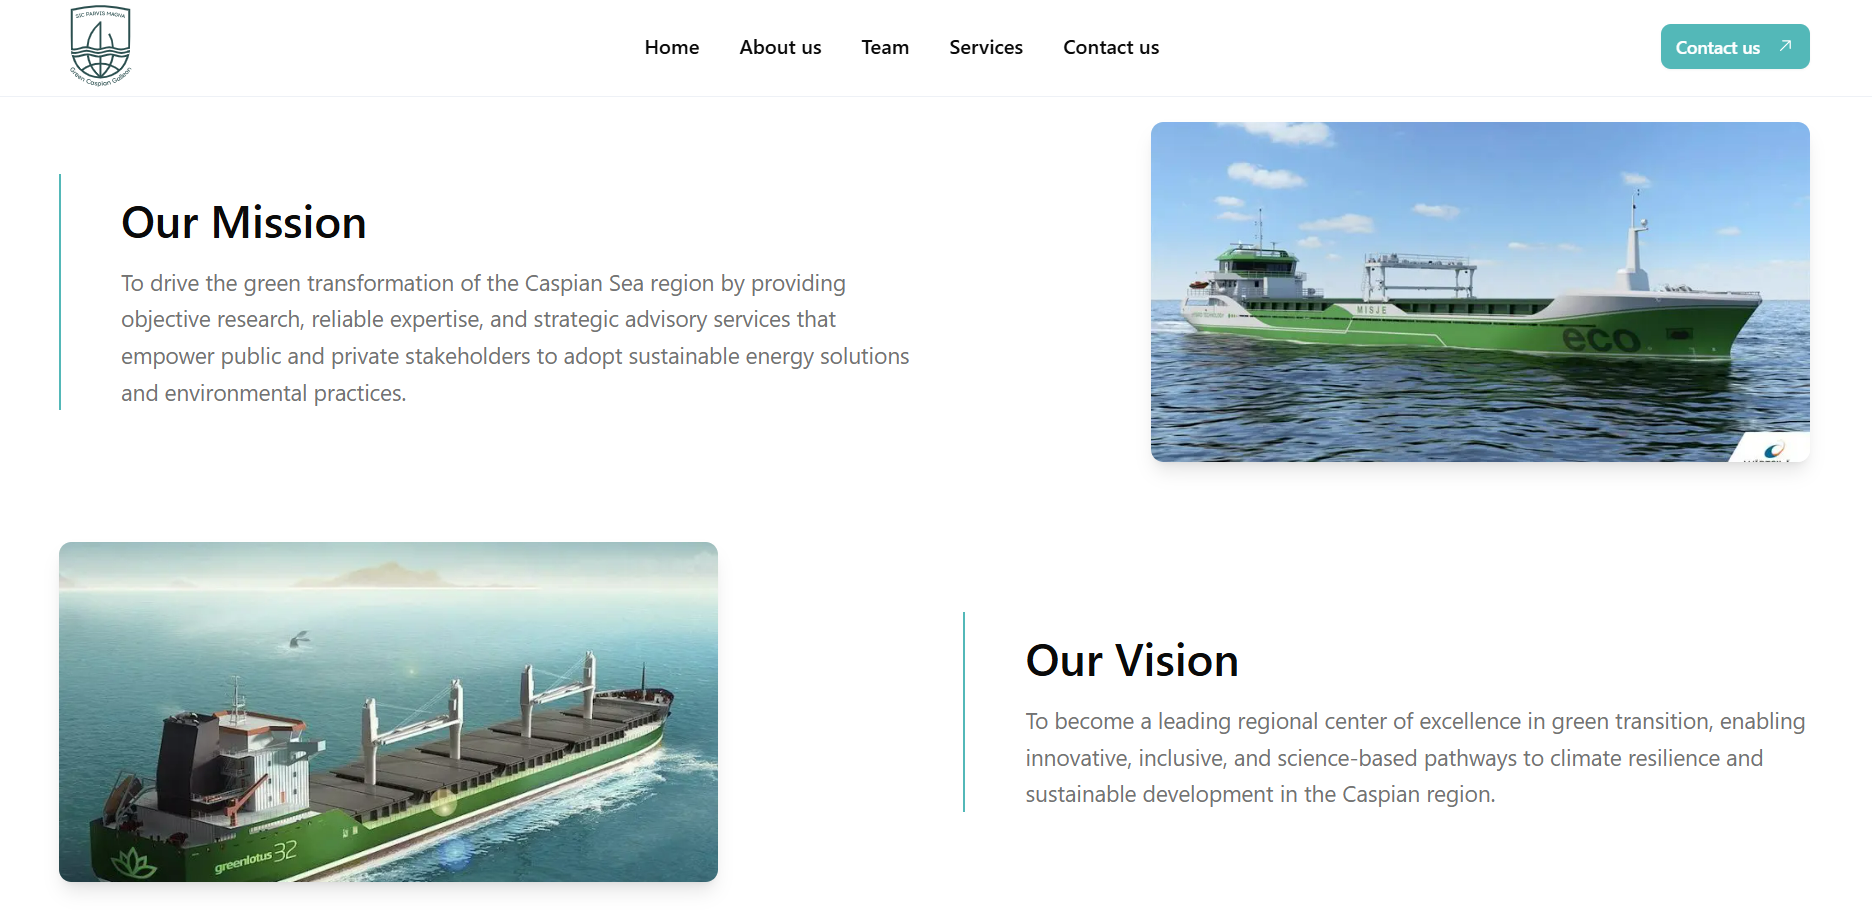 SIC PARVIS MAGNA
Green Caspian Galleon
Home
About us
Team
Services
Contact us
Contact us
Our Mission
To drive the green transformation of the Caspian Sea region by providing
objective research, reliable expertise, and strategic advisory services that
empower public and private stakeholders to adopt sustainable energy solutions
and environmental practices.
MISJE
eco
greenlotus 32
Our Vision
To become a leading regional center of excellence in green transition, enabling
innovative, inclusive, and science-based pathways to climate resilience and
sustainable development in the Caspian region.